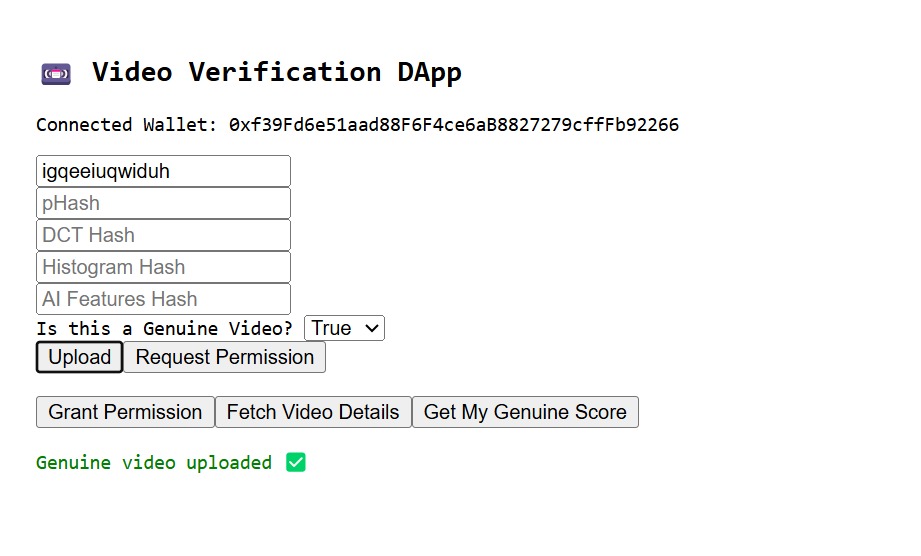 Video Verification DApp
Connected Wallet: 0xf39Fd6e51aad88F6F4ce6aB8827279cffFb92266
igqeeiuqwiduh
pHash
DCT Hash
Histogram Hash
AI Features Hash
Is this a Genuine Video? True
Upload Request Permission
Grant Permission Fetch Video Details Get My Genuine Score
Genuine video uploaded ✅